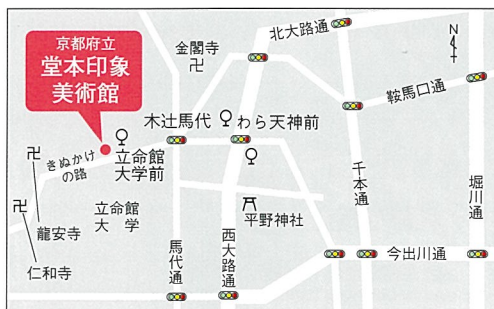 京都府立
堂本印象
美術館
金閣寺
北大路通
N
鞍馬口通
木辻馬代
わら天神前
きぬかけ
の路
立命館
大学前
立命館
大学
龍安寺
仁和寺
平野神社
馬代通
西大路通
千本通
堀川通
今出川通